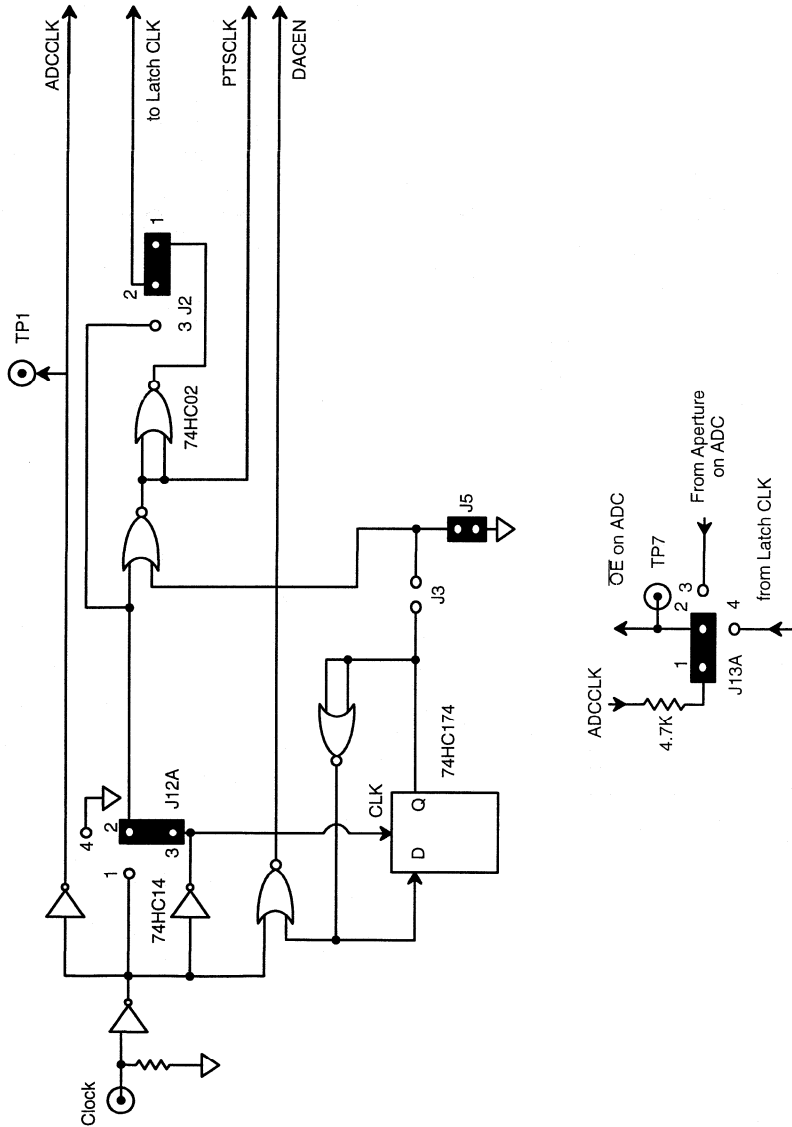 Clock
74HC14
1
4
2
3
J12A
ADCCLK
TP1
to Latch CLK
2
1
3
J2
74HC02
PTSCLK
DACEN
J5
J3
CLK
D
Q
74HC174
ADCCLK
4.7K
1
2
3
4
J13A
OE on ADC
TP7
From Aperture
on ADC
from Latch CLK